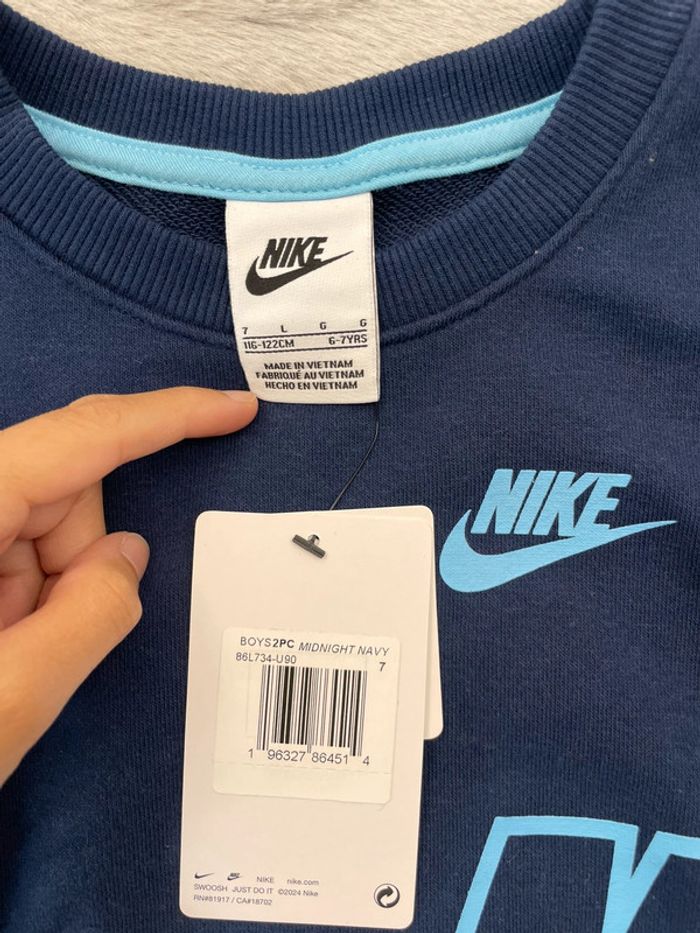 NIKE
7 L G G
116-122CM 6-7YRS
MADE IN VIETNAM
FABRIQUÉ AU VIETNAM
HECHO EN VIETNAM
NIKE
BOYS2PC MIDNIGHT NAVY
86L734-U90 7
1 96327 86451 4
NIKE nike.com
SWOOSH JUST DO IT ©2024 Nike
RN#81917 / CA#18702